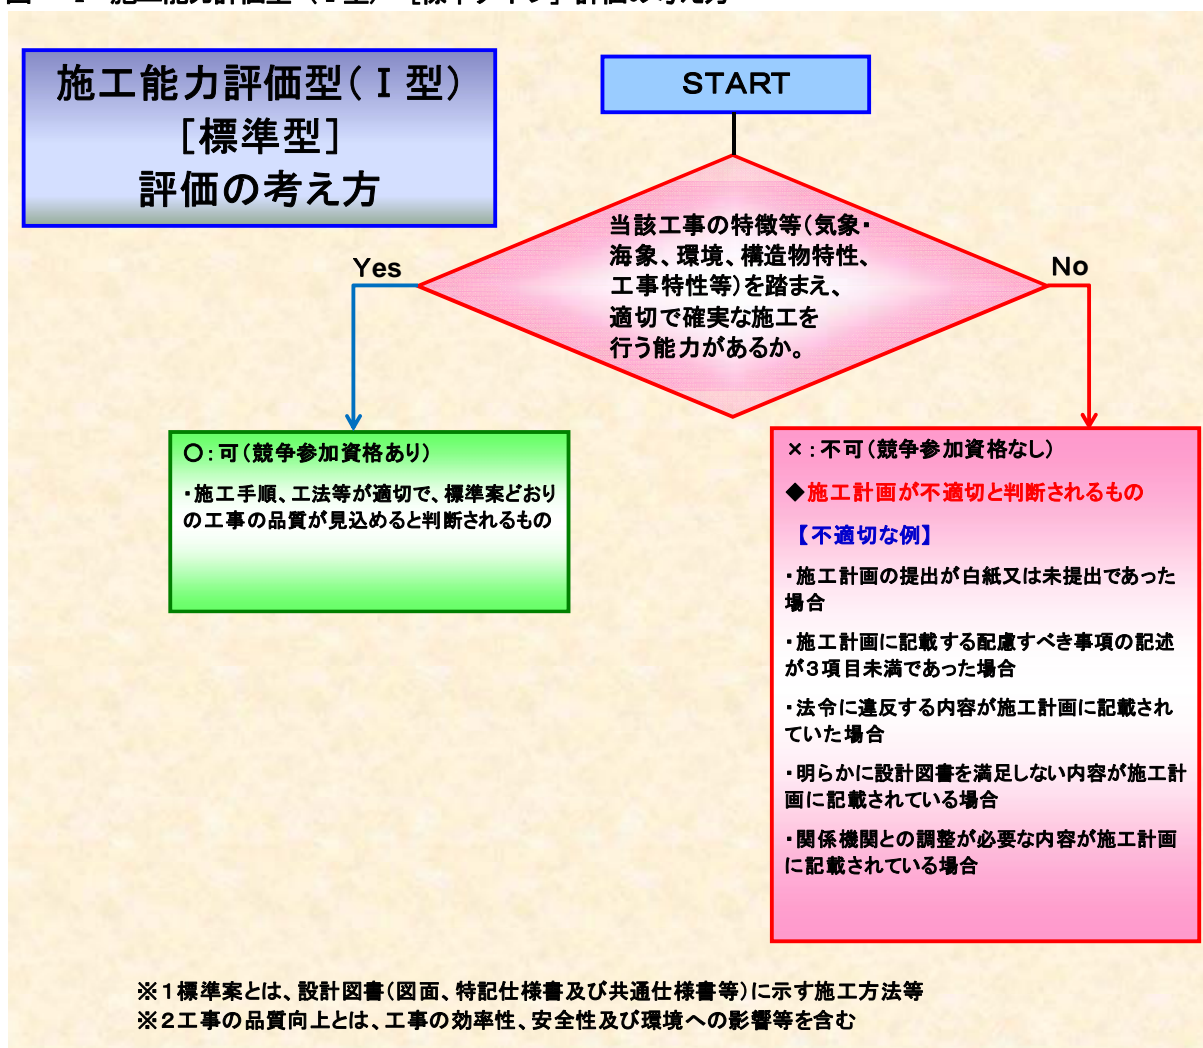 施工能力評価型(Ⅰ型)
[標準型]
評価の考え方
START
当該工事の特徴等(気象・
海象、環境、構造物特性、
工事特性等)を踏まえ、
適切で確実な施工を
行う能力があるか。
Yes
No
○:可(競争参加資格あり)
・施工手順、工法等が適切で、標準案どおり
の工事の品質が見込めると判断されるもの
×:不可(競争参加資格なし)
◆施工計画が不適切と判断されるもの
【不適切な例】
・施工計画の提出が白紙又は未提出であった
場合
・施工計画に記載する配慮すべき事項の記述
が3項目未満であった場合
・法令に違反する内容が施工計画に記載され
ていた場合
・明らかに設計図書を満足しない内容が施工計
画に記載されている場合
・関係機関との調整が必要な内容が施工計画
に記載されている場合
※1標準案とは、設計図書(図面、特記仕様書及び共通仕様書等)に示す施工方法等
※2工事の品質向上とは、工事の効率性、安全性及び環境への影響等を含む